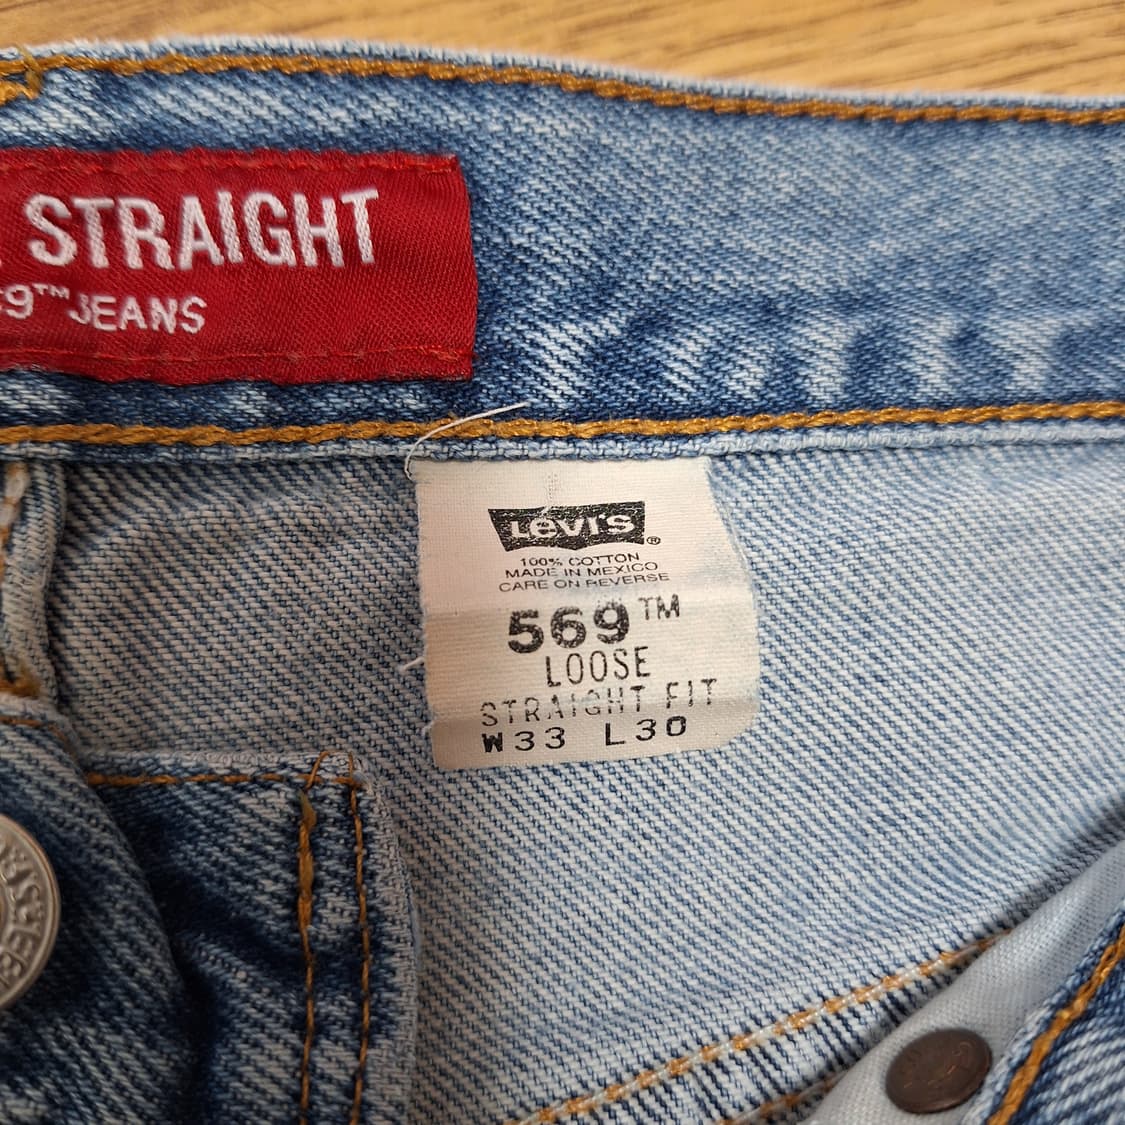 STRAIGHT
9™ JEANS
Levi's®
100% COTTON
MADE IN MEXICO
CARE ON REVERSE
569™
LOOSE
STRAIGHT FIT
W33 L30